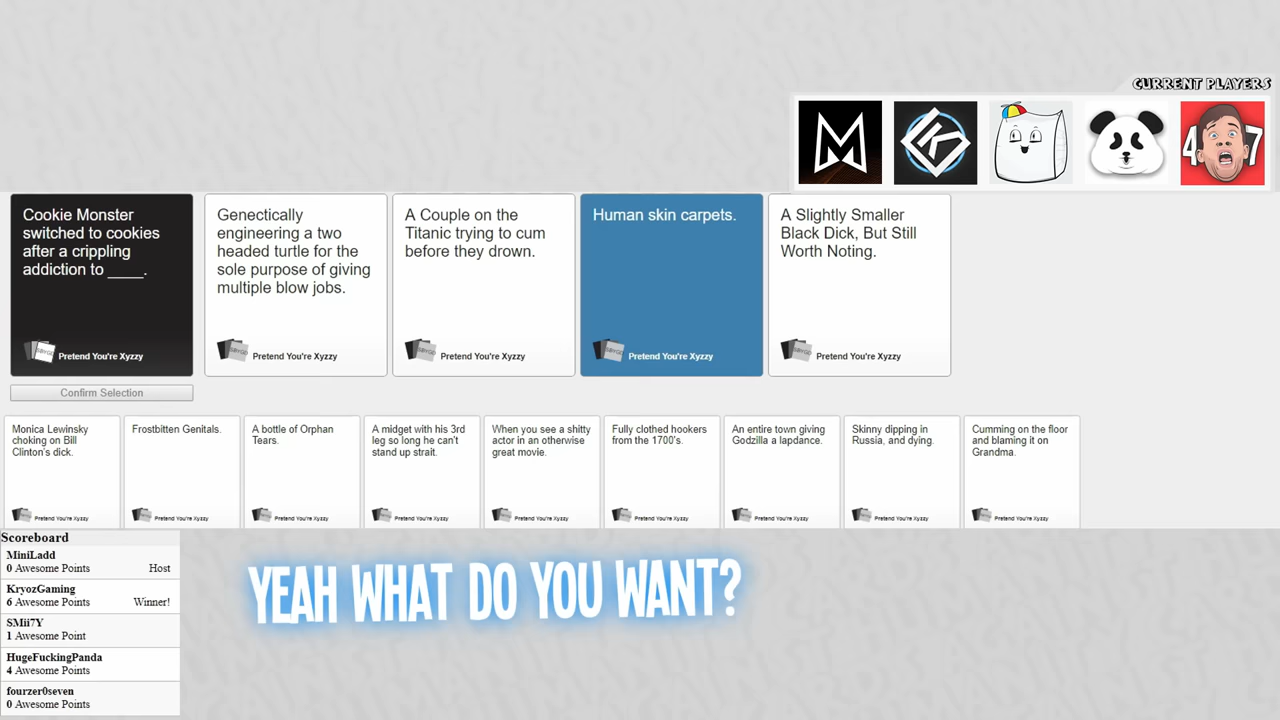 CURRENT PLAYERS
M
K
4 7
Cookie Monster
switched to cookies
after a crippling
addiction to ____.
Pretend You're Xyzzy
Genectically
engineering a two
headed turtle for the
sole purpose of giving
multiple blow jobs.
Pretend You're Xyzzy
A Couple on the
Titanic trying to cum
before they drown.
Pretend You're Xyzzy
Human skin carpets.
Pretend You're Xyzzy
A Slightly Smaller
Black Dick, But Still
Worth Noting.
Pretend You're Xyzzy
Confirm Selection
Monica Lewinsky
choking on Bill
Clinton's dick.
Pretend You're Xyzzy
Frostbitten Genitals.
Pretend You're Xyzzy
A bottle of Orphan
Tears.
Pretend You're Xyzzy
A midget with his 3rd
leg so long he can't
stand up strait.
Pretend You're Xyzzy
When you see a shitty
actor in an otherwise
great movie.
Pretend You're Xyzzy
Fully clothed hookers
from the 1700's.
Pretend You're Xyzzy
An entire town giving
Godzilla a lapdance.
Pretend You're Xyzzy
Skinny dipping in
Russia, and dying.
Pretend You're Xyzzy
Cumming on the floor
and blaming it on
Grandma.
Pretend You're Xyzzy
Scoreboard
MiniLadd
0 Awesome Points Host
KryozGaming
6 Awesome Points Winner!
SMii7Y
1 Awesome Point
HugeFuckingPanda
4 Awesome Points
fourzer0seven
0 Awesome Points
YEAH WHAT DO YOU WANT?